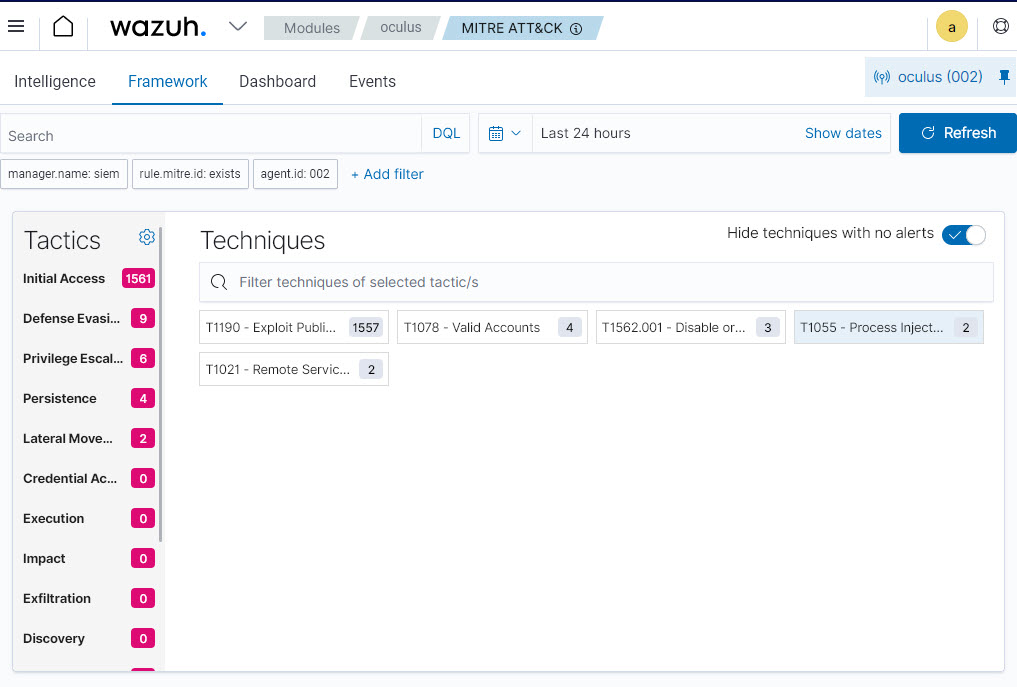 wazuh.
Modules
oculus
MITRE ATT&CK
a
Intelligence
Framework
Dashboard
Events
oculus (002)
Search
DQL
Last 24 hours
Show dates
Refresh
manager.name: siem
rule.mitre.id: exists
agent.id: 002
+ Add filter
Tactics
Initial Access 1561
Defense Evasi... 9
Privilege Escal... 6
Persistence 4
Lateral Move... 2
Credential Ac... 0
Execution 0
Impact 0
Exfiltration 0
Discovery 0
Techniques
Hide techniques with no alerts
Filter techniques of selected tactic/s
T1190 - Exploit Publi... 1557
T1078 - Valid Accounts 4
T1562.001 - Disable or... 3
T1055 - Process Inject... 2
T1021 - Remote Servic... 2